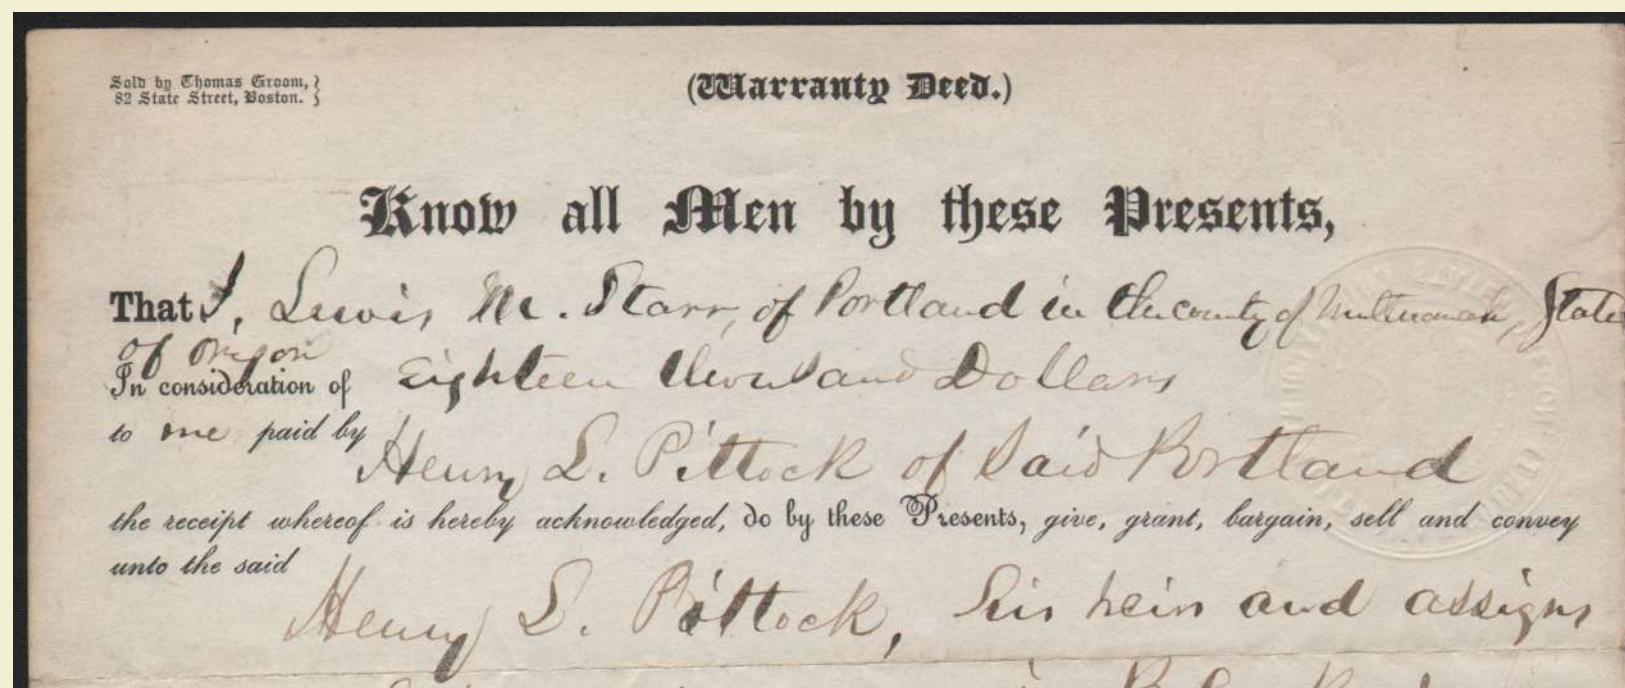 Sold by Thomas Groom,
82 State Street, Boston.
(Warranty Deed.)
Know all Men by these Presents,
That I, Lewis M. Starr, of Portland in the county of Multnomah, State
of Oregon
In consideration of Eighteen thousand Dollars
to me paid by
Henry L. Pittock of Said Portland
the receipt whereof is hereby acknowledged, do by these Presents, give, grant, bargain, sell and convey
unto the said
Henry L. Pittock, his heirs and assigns